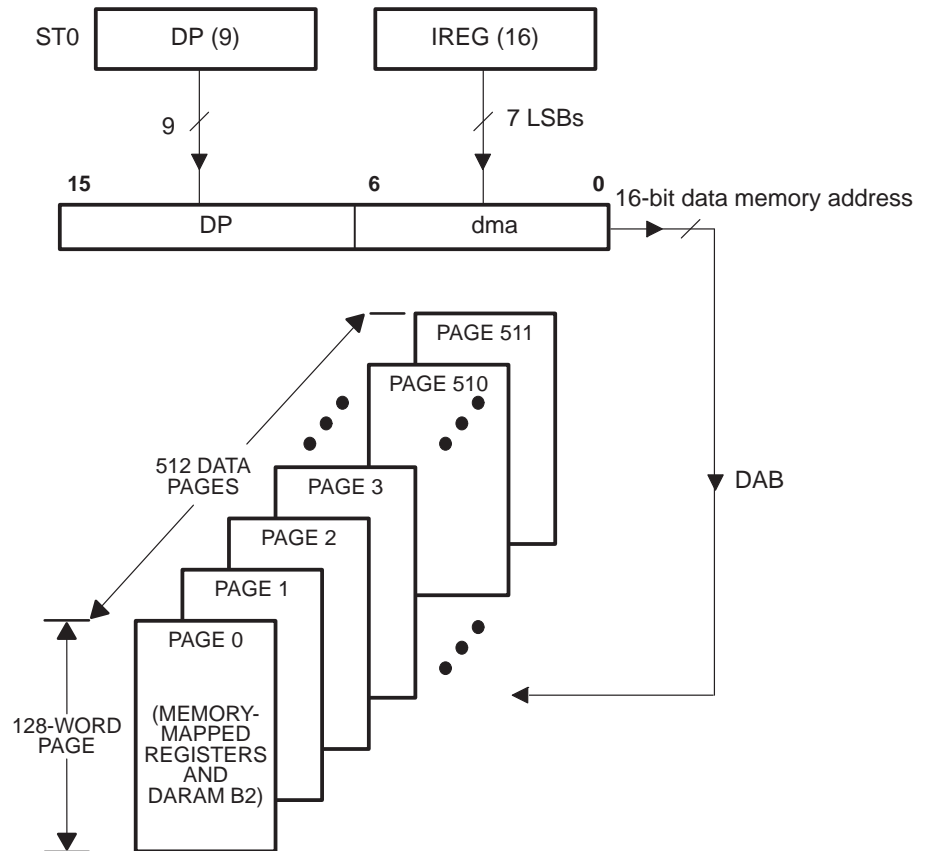 ST0
DP (9)
IREG (16)
9
7 LSBs
15
6
0
16-bit data memory address
DP
dma
PAGE 511
PAGE 510
512 DATA
PAGES
PAGE 3
DAB
PAGE 2
PAGE 1
PAGE 0
128-WORD
PAGE
(MEMORY-
MAPPED
REGISTERS
AND
DARAM B2)